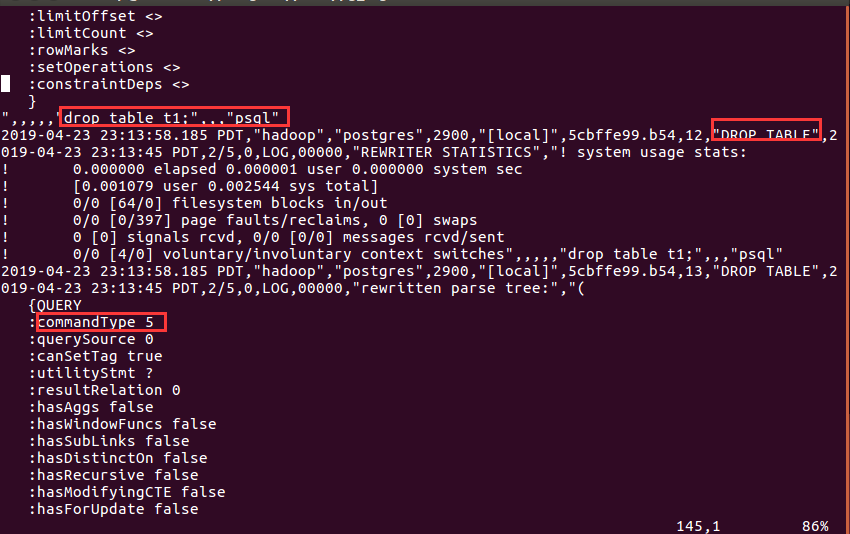 :limitOffset <>
:limitCount <>
:rowMarks <>
:setOperations <>
:constraintDeps <>
}
",,,,,"drop table t1;",,,"psql"
2019-04-23 23:13:58.185 PDT,"hadoop","postgres",2900,"[local]",5cbffe99.b54,12,"DROP TABLE",2
019-04-23 23:13:45 PDT,2/5,0,LOG,00000,"REWRITER STATISTICS","! system usage stats:
! 0.000000 elapsed 0.000001 user 0.000000 system sec
! [0.001079 user 0.002544 sys total]
! 0/0 [64/0] filesystem blocks in/out
! 0/0 [0/397] page faults/reclaims, 0 [0] swaps
! 0 [0] signals rcvd, 0/0 [0/0] messages rcvd/sent
! 0/0 [4/0] voluntary/involuntary context switches",,,,,"drop table t1;",,,"psql"
2019-04-23 23:13:58.185 PDT,"hadoop","postgres",2900,"[local]",5cbffe99.b54,13,"DROP TABLE",2
019-04-23 23:13:45 PDT,2/5,0,LOG,00000,"rewritten parse tree:","(
{QUERY
:commandType 5
:querySource 0
:canSetTag true
:utilityStmt ?
:resultRelation 0
:hasAggs false
:hasWindowFuncs false
:hasSubLinks false
:hasDistinctOn false
:hasRecursive false
:hasModifyingCTE false
:hasForUpdate false
145,1 86%